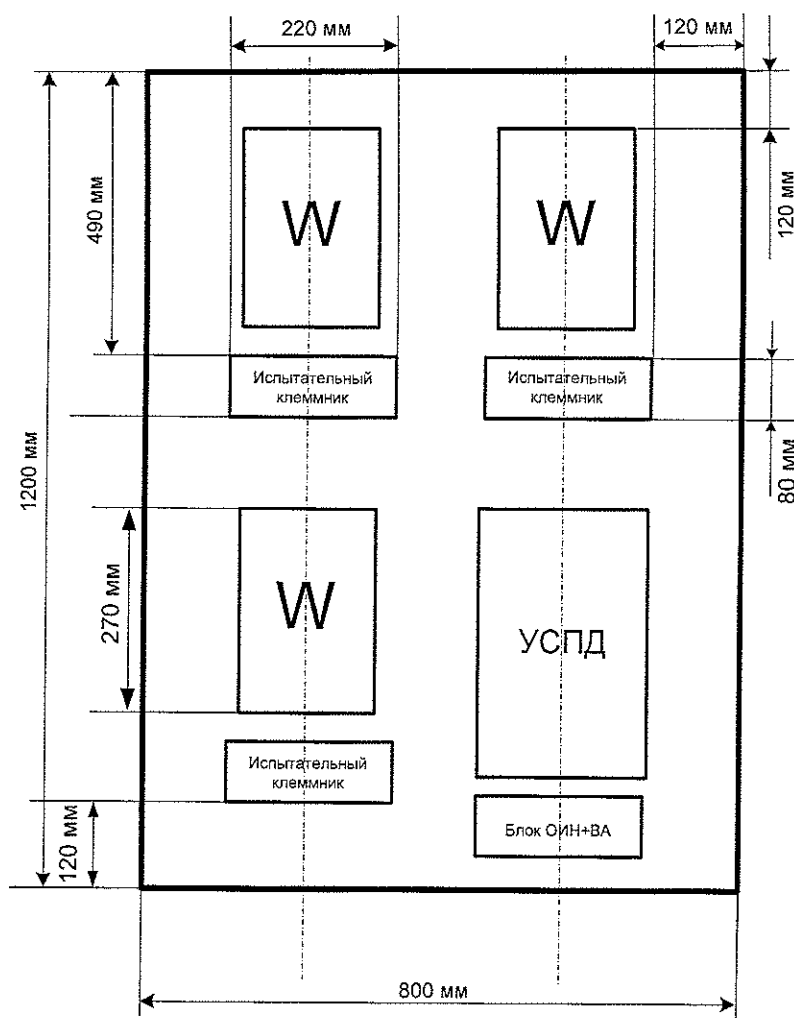 220 мм
120 мм
490 мм
W
W
120 мм
Испытательный
клеммник
Испытательный
клеммник
1200 мм
80 мм
270 мм
W
УСПД
Испытательный
клеммник
120 мм
Блок ОИН+ВА
800 мм